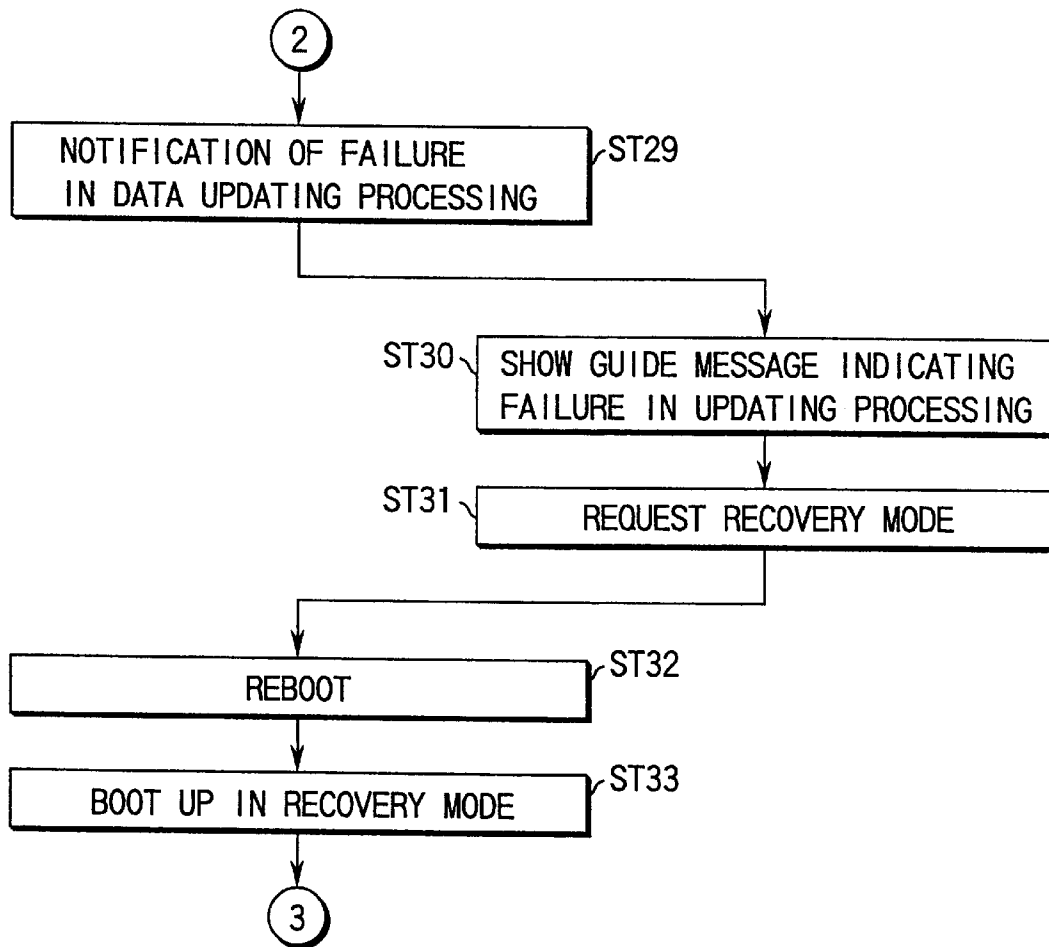 2
NOTIFICATION OF FAILURE
IN DATA UPDATING PROCESSING
ST29
ST30
SHOW GUIDE MESSAGE INDICATING
FAILURE IN UPDATING PROCESSING
ST31
REQUEST RECOVERY MODE
REBOOT
ST32
BOOT UP IN RECOVERY MODE
ST33
3